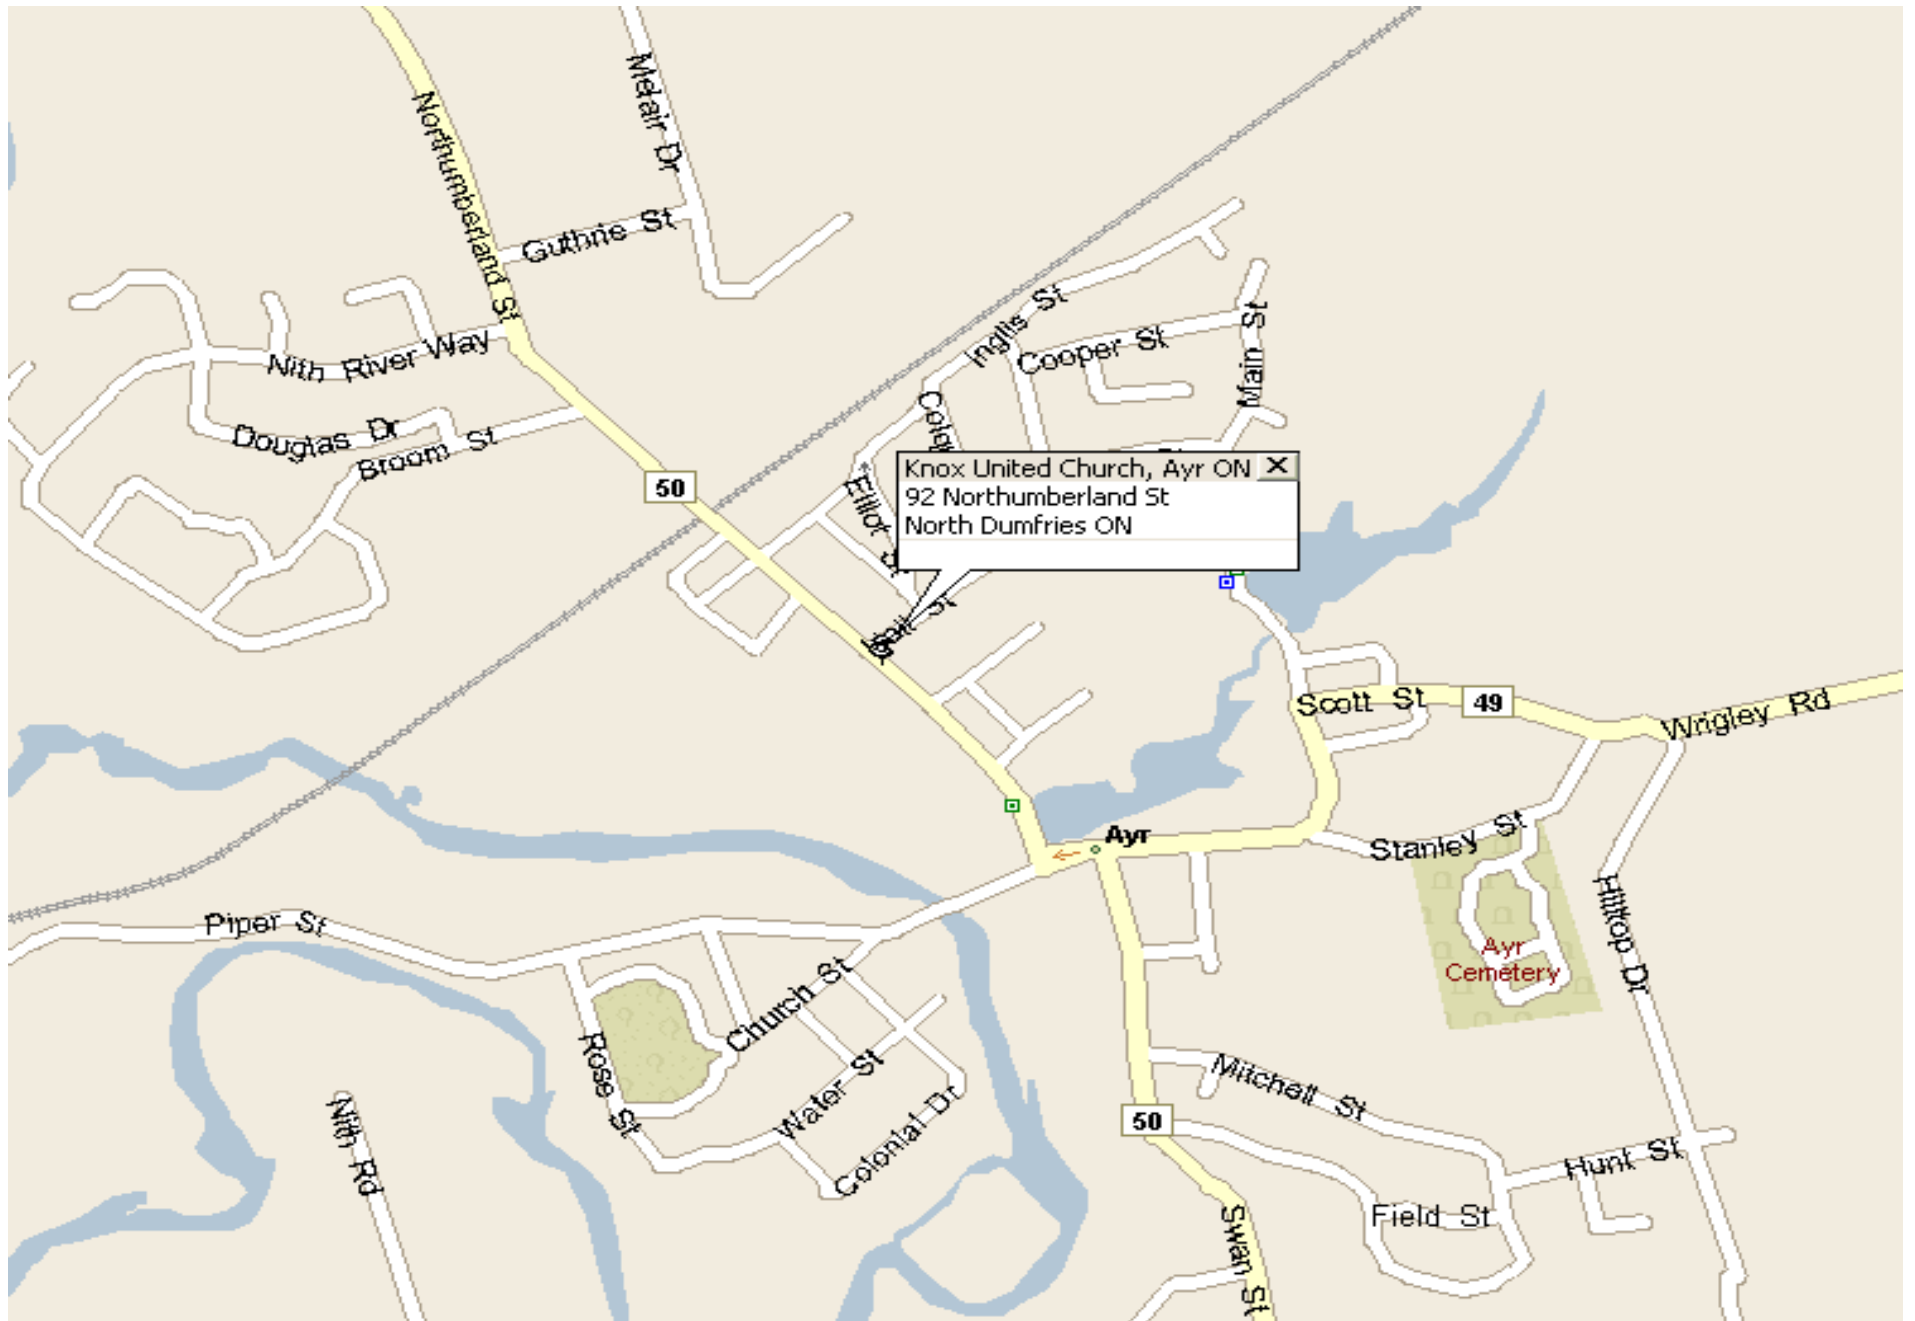 Melair Dr
Northumberland St
Guthrie St
Inglis St
Main St
Nith River Way
Cooper St
Douglas Dr
Broom St
50
Knox United Church, Ayr ON
92 Northumberland St
North Dumfries ON
Elliot St
St
Scott St
49
Wrigley Rd
Ayr
Stanley St
Hilltop Dr
Piper St
Ayr
Cemetery
Church St
Rose St
Water St
Mitchell St
Colonial Dr
50
Nith Rd
Hunt St
Field St
Swan St